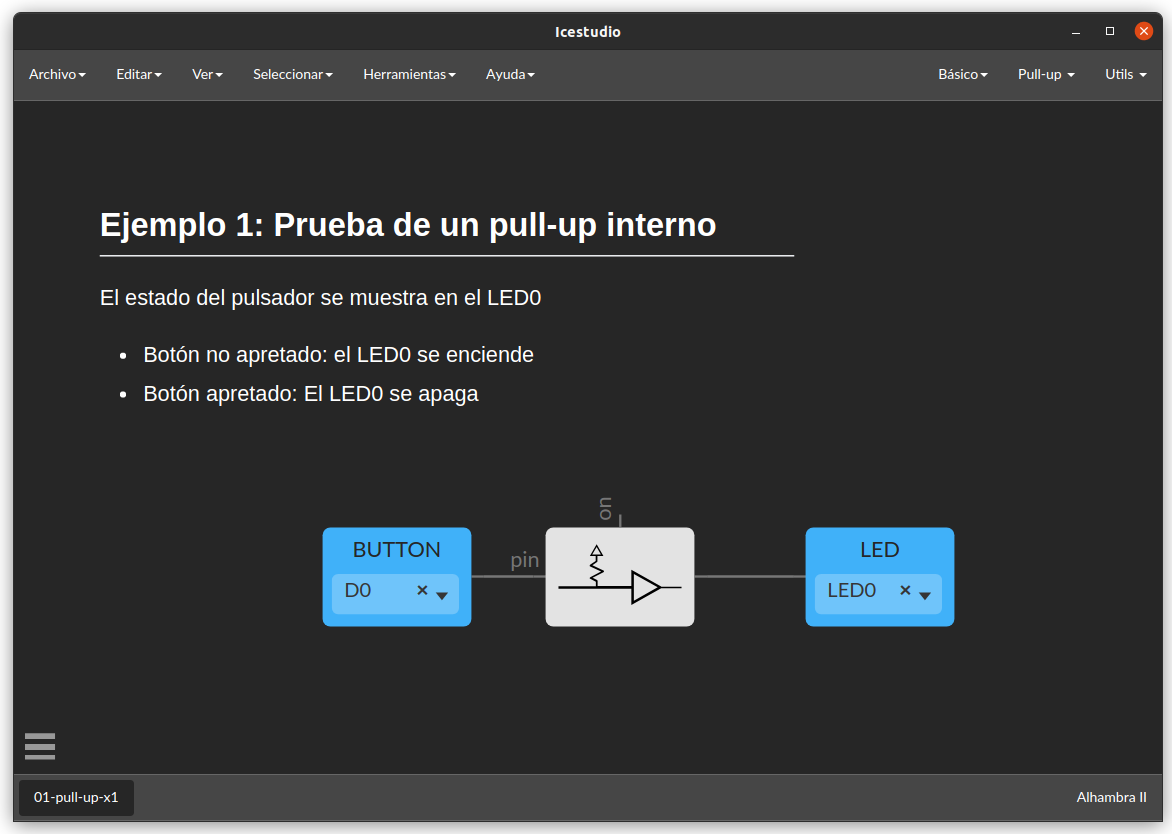 Icestudio
Archivo Editar Ver Seleccionar Herramientas Ayuda Básico Pull-up Utils
Ejemplo 1: Prueba de un pull-up interno
El estado del pulsador se muestra en el LED0
• Botón no apretado: el LED0 se enciende
• Botón apretado: El LED0 se apaga
on
BUTTON
D0
pin
LED
LED0
01-pull-up-x1
Alhambra II